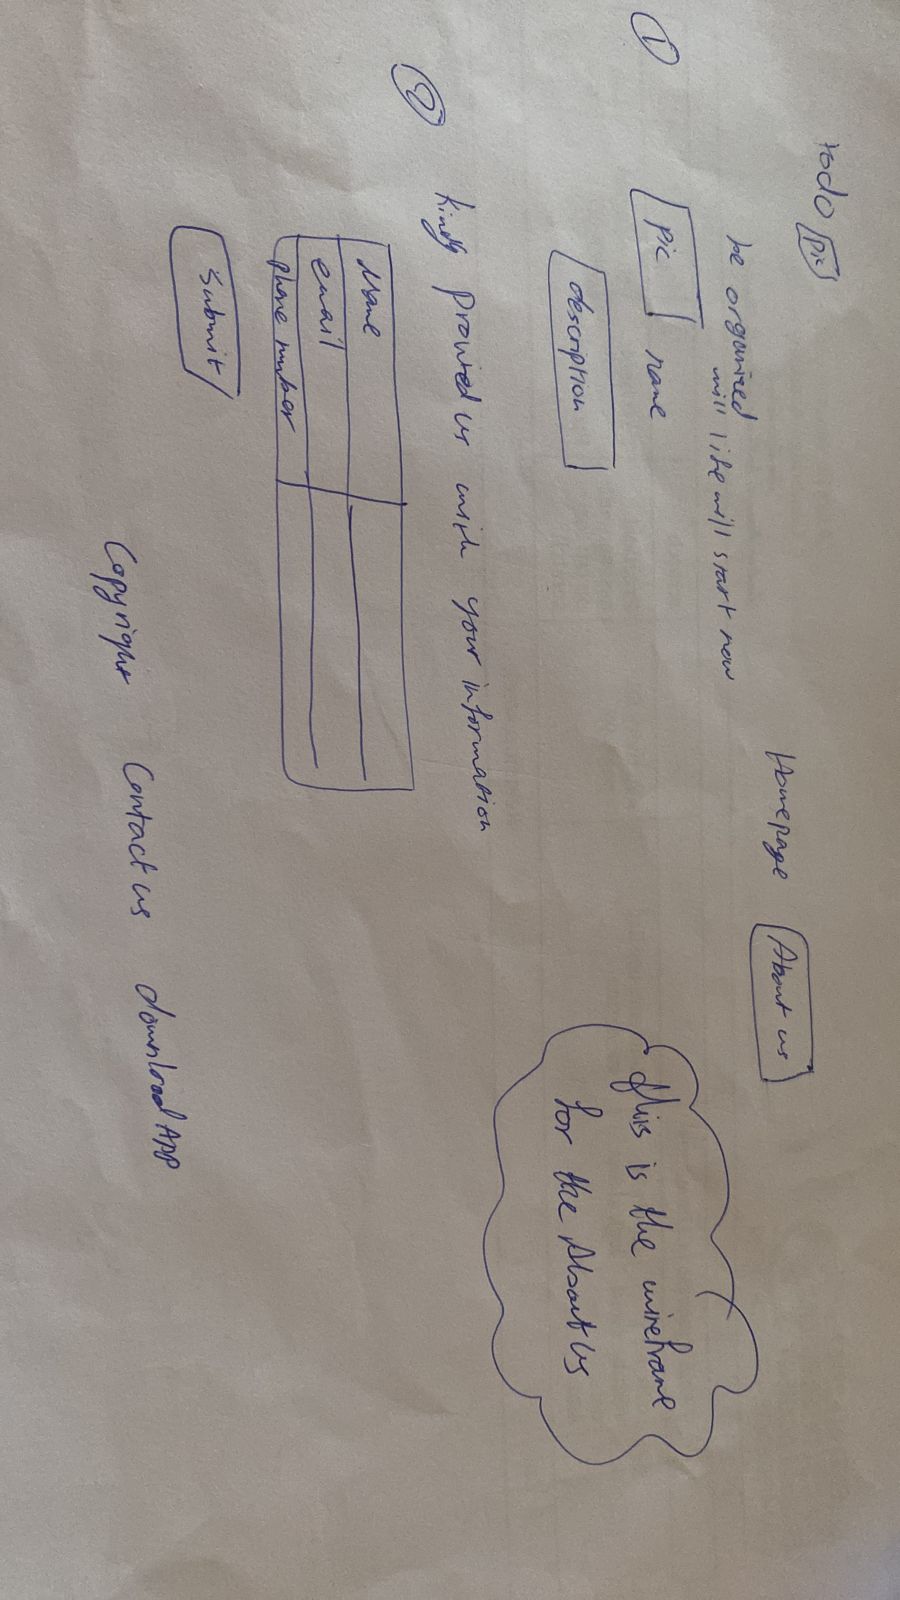 todo pic
Homepage About us
be organized
will life will start now
1
pic name
description
this is the wireframe
for the About Us
2
Kindly provied us with your information
Name
email
phone number
Submit
Copyright Contact us download APP